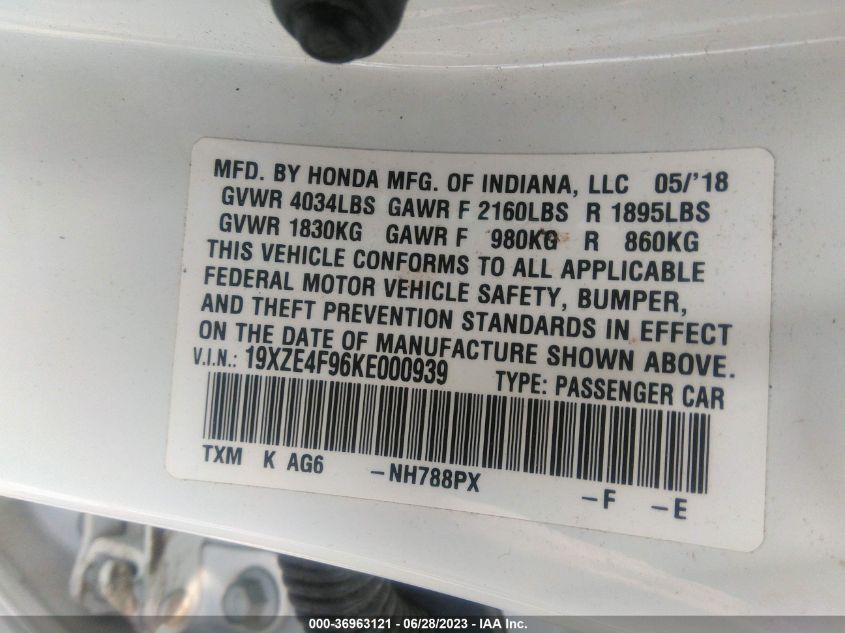 MFD. BY HONDA MFG. OF INDIANA, LLC 05/'18
GVWR 4034LBS GAWR F 2160LBS R 1895LBS
GVWR 1830KG GAWR F 980KG R 860KG
THIS VEHICLE CONFORMS TO ALL APPLICABLE
FEDERAL MOTOR VEHICLE SAFETY, BUMPER,
AND THEFT PREVENTION STANDARDS IN EFFECT
ON THE DATE OF MANUFACTURE SHOWN ABOVE.
V.I.N.: 19XZE4F96KE000939 TYPE: PASSENGER CAR
TXM K AG6 -NH788PX -F -E
000-36963121 - 06/28/2023 - IAA Inc.